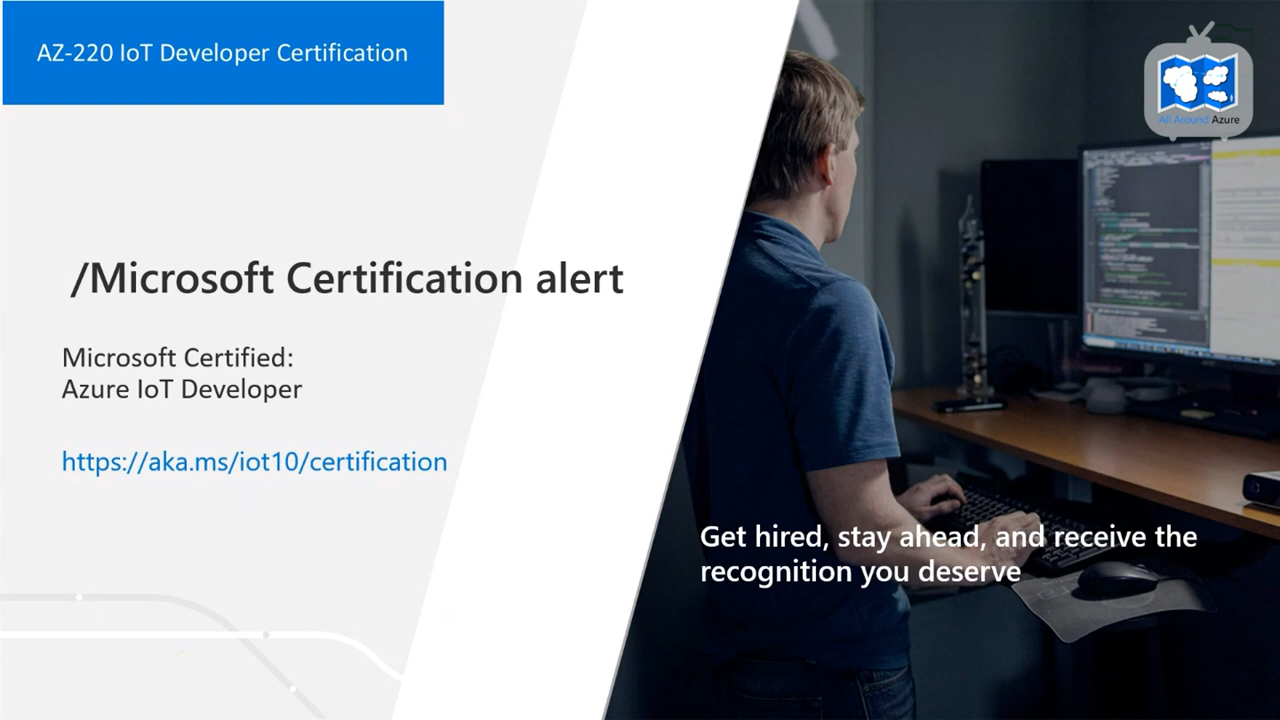 AZ-220 IoT Developer Certification
All Around Azure
/Microsoft Certification alert
Microsoft Certified:
Azure IoT Developer
https://aka.ms/iot10/certification
Get hired, stay ahead, and receive the
recognition you deserve